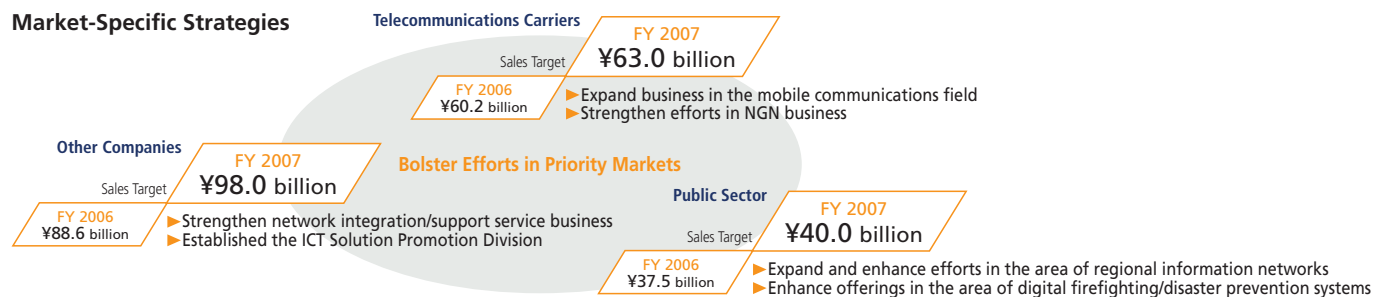 Market-Specific Strategies
Telecommunications Carriers
FY 2007
Sales Target
¥63.0 billion
FY 2006
¥60.2 billion
►Expand business in the mobile communications field
►Strengthen efforts in NGN business
Other Companies
FY 2007
Sales Target
¥98.0 billion
FY 2006
¥88.6 billion
►Strengthen network integration/support service business
►Established the ICT Solution Promotion Division
Bolster Efforts in Priority Markets
Public Sector
FY 2007
Sales Target
¥40.0 billion
FY 2006
¥37.5 billion
►Expand and enhance efforts in the area of regional information networks
►Enhance offerings in the area of digital firefighting/disaster prevention systems